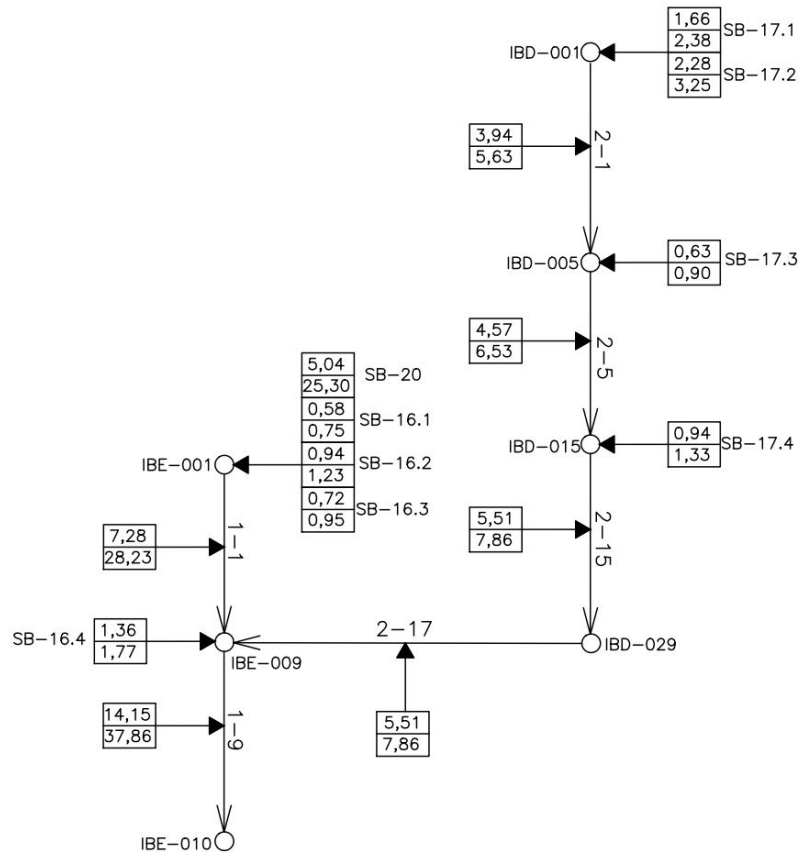 1,66
SB-17.1
2,38
IBD-001
2,28
SB-17.2
3,25
3,94
5,63
2-1
IBD-005
0,63
SB-17.3
0,90
4,57
6,53
2-5
5,04
SB-20
25,30
0,58
SB-16.1
0,75
IBE-001
0,94
SB-16.2
1,23
0,72
SB-16.3
0,95
IBD-015
0,94
SB-17.4
1,33
7,28
28,23
1-1
5,51
7,86
2-15
SB-16.4
1,36
1,77
IBE-009
2-17
IBD-029
14,15
37,86
1-9
5,51
7,86
IBE-010